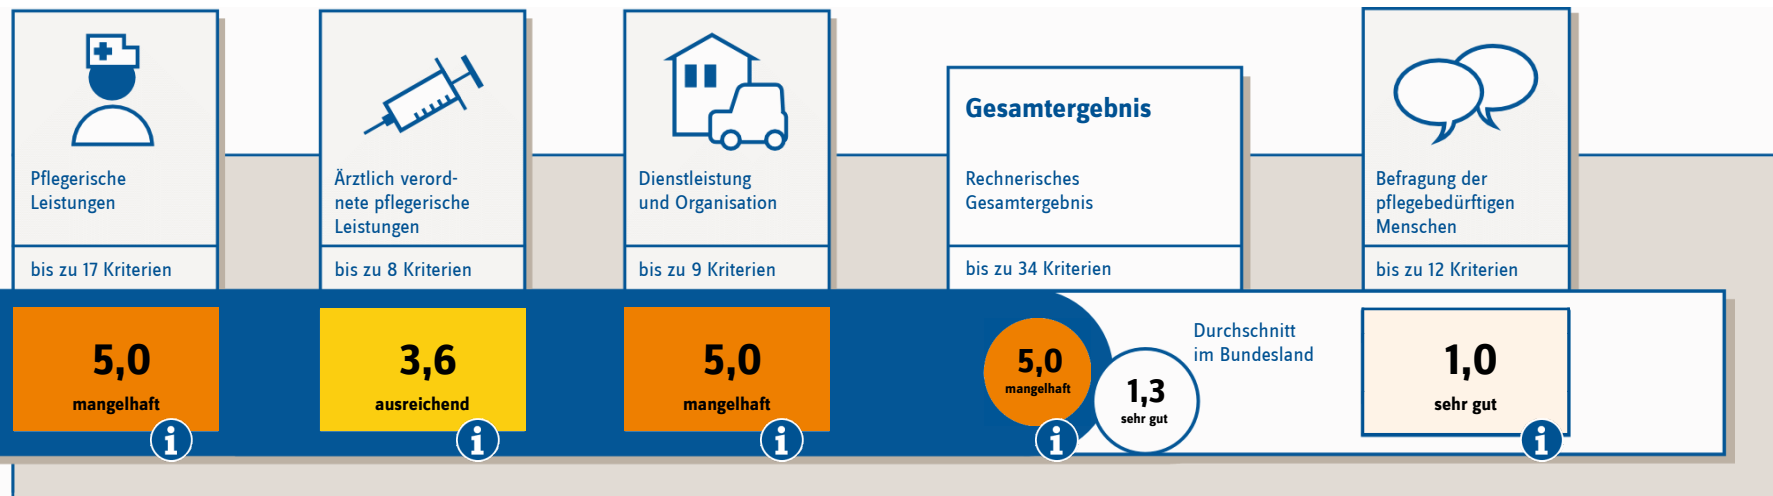 Pflegerische
Leistungen
bis zu 17 Kriterien
5,0
mangelhaft
i
Ärztlich verord-
nete pflegerische
Leistungen
bis zu 8 Kriterien
3,6
ausreichend
i
Dienstleistung
und Organisation
bis zu 9 Kriterien
5,0
mangelhaft
i
Gesamtergebnis
Rechnerisches
Gesamtergebnis
bis zu 34 Kriterien
5,0
mangelhaft
i
1,3
sehr gut
Durchschnitt
im Bundesland
Befragung der
pflegebedürftigen
Menschen
bis zu 12 Kriterien
1,0
sehr gut
i